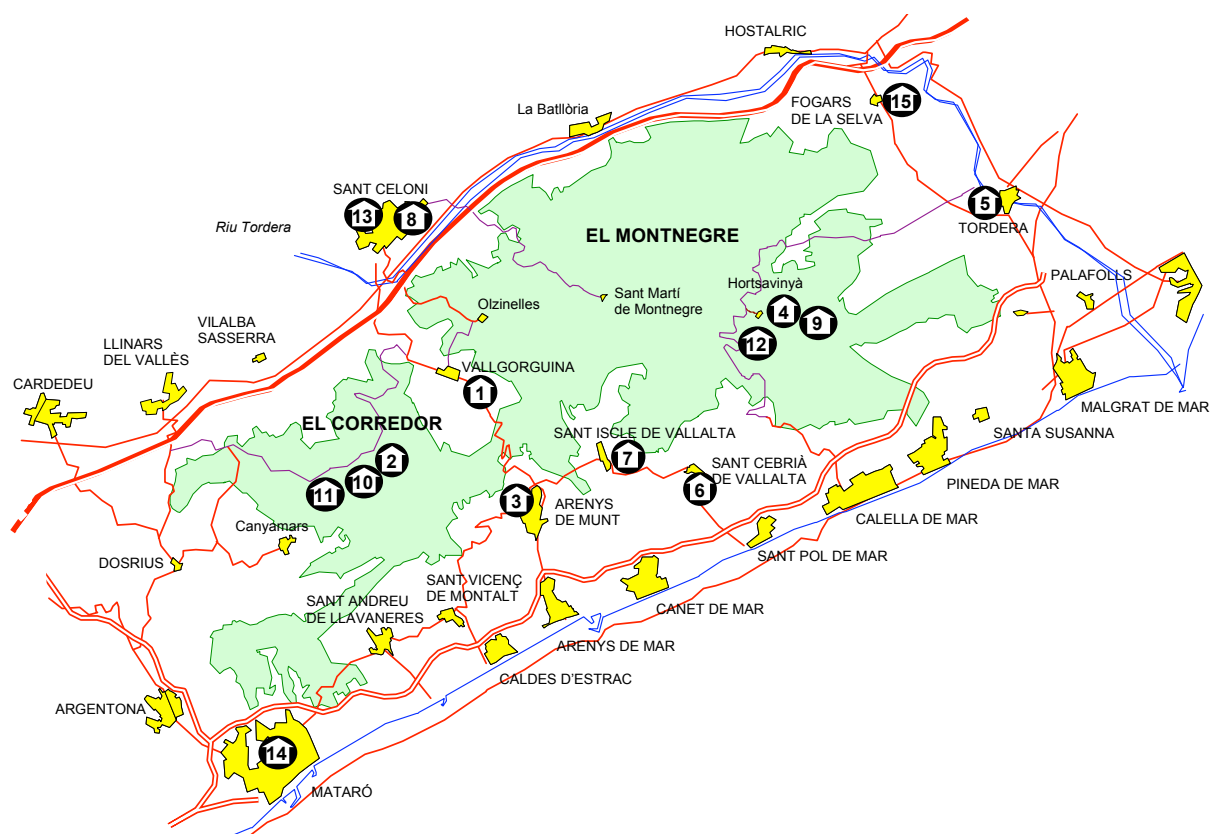 HOSTALRIC
La Batllòria
FOGARS
DE LA SELVA
15
SANT CELONI
13
8
Riu Tordera
EL MONTNEGRE
5
TORDERA
PALAFOLLS
Sant Martí
de Montnegre
Hortsavinyà
4
9
12
Olzinelles
VILALBA
SASSERRA
LLINARS
DEL VALLÈS
CARDEDEU
VALLGORGUINA
1
MALGRAT DE MAR
SANTA SUSANNA
EL CORREDOR
2
10
11
SANT ISCLE DE VALLALTA
7
SANT CEBRIÀ
DE VALLALTA
6
PINEDA DE MAR
3
ARENYS
DE MUNT
CALELLA DE MAR
Canyamars
SANT POL DE MAR
DOSRIUS
SANT VICENÇ
DE MONTALT
SANT ANDREU
DE LLAVANERES
CANET DE MAR
ARENYS DE MAR
CALDES D'ESTRAC
ARGENTONA
14
MATARÓ